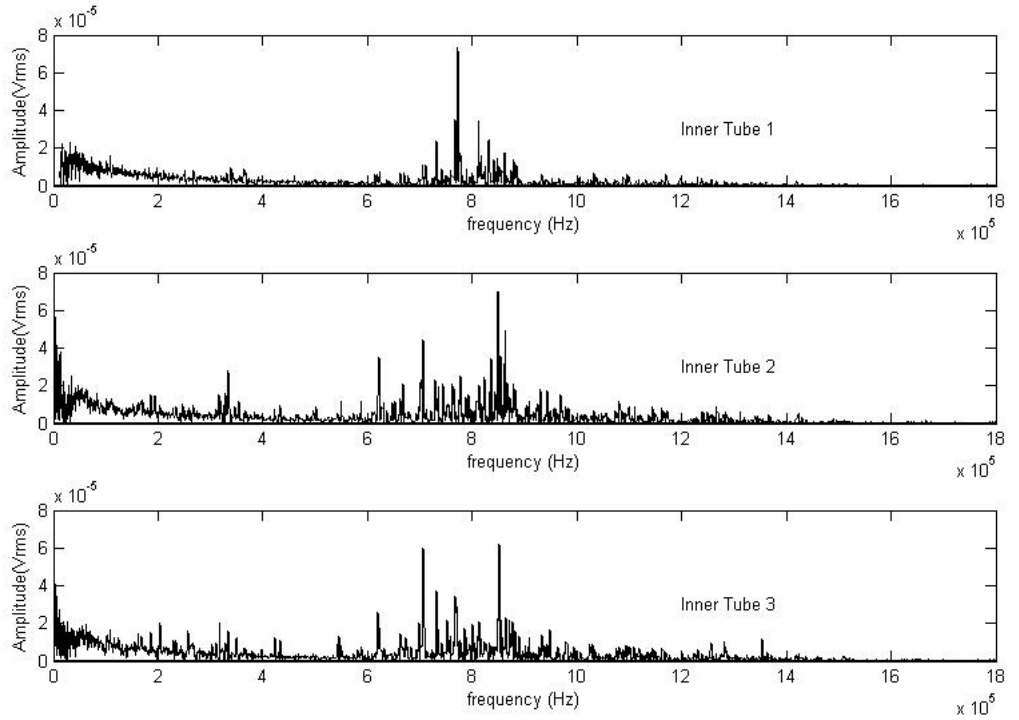 x 10^-5
8
6
4
2
0
Amplitude(Vrms)
Inner Tube 1
0 2 4 6 8 10 12 14 16 18
frequency (Hz)
x 10^5
x 10^-5
8
6
4
2
0
Amplitude(Vrms)
Inner Tube 2
0 2 4 6 8 10 12 14 16 18
frequency (Hz)
x 10^5
x 10^-5
8
6
4
2
0
Amplitude(Vrms)
Inner Tube 3
0 2 4 6 8 10 12 14 16 18
frequency (Hz)
x 10^5